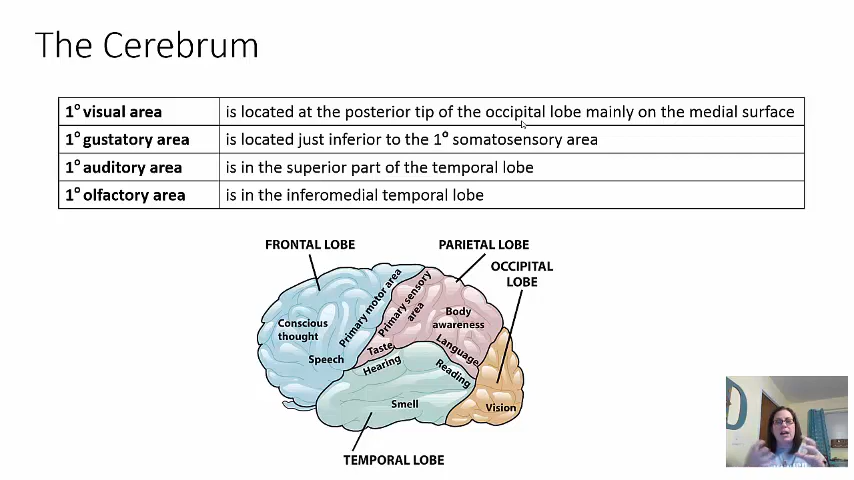 The Cerebrum
1° visual area is located at the posterior tip of the occipital lobe mainly on the medial surface
1° gustatory area is located just inferior to the 1° somatosensory area
1° auditory area is in the superior part of the temporal lobe
1° olfactory area is in the inferomedial temporal lobe
FRONTAL LOBE
PARIETAL LOBE
OCCIPITAL
LOBE
Primary motor area
Primary sensory
area
Conscious
thought
Body
awareness
Speech
Taste
Language
Hearing
Reading
Smell
Vision
TEMPORAL LOBE